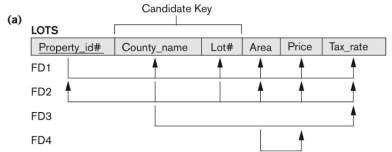 Candidate Key
(a)
LOTS
Property_id# County_name Lot# Area Price Tax_rate
FD1
FD2
FD3
FD4